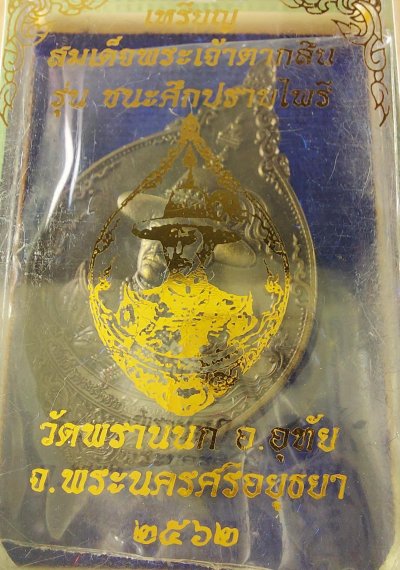 เหรียญ
สมเด็จพระเจ้าตากสิน
รุ่น ชนะศึกปราบไพรี
วัดพรานนก อ.อุทัย
จ.พระนครศรีอยุธยา
๒๕๖๒